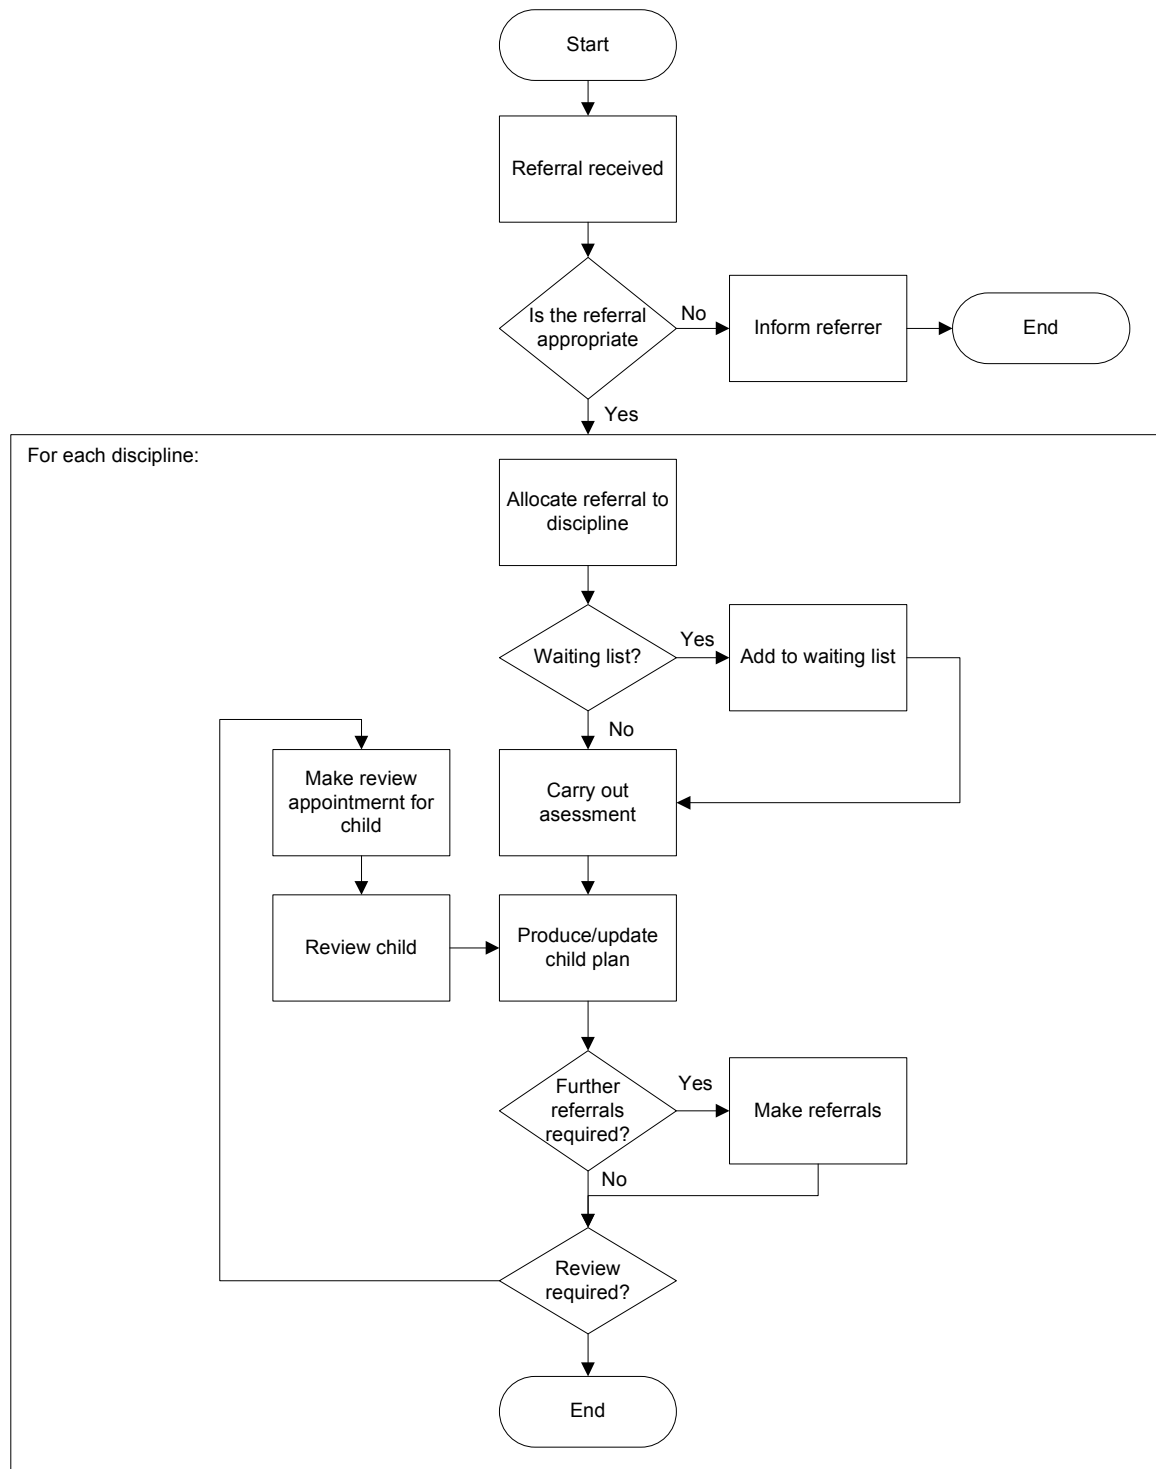 Start
Referral received
Is the referral
appropriate
No
Inform referrer
End
Yes
For each discipline:
Allocate referral to
discipline
Waiting list?
Yes
Add to waiting list
No
Make review
appointmernt for
child
Carry out
asessment
Review child
Produce/update
child plan
Further
referrals
required?
Yes
Make referrals
No
Review
required?
End